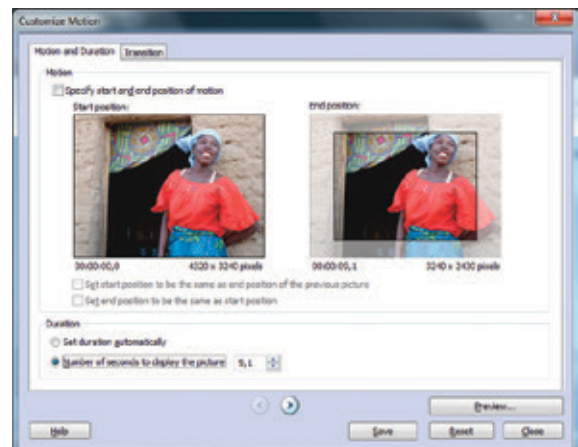 Customize Motion
Motion and Duration Transition
Motion
Specify start and end position of motion
Start position: End position:
00:00:00,0 4320 x 3240 pixels 00:00:05,1 3240 x 2430 pixels
Set start position to be the same as end position of the previous picture
Set end position to be the same as start position
Duration
Set duration automatically
Number of seconds to display the picture 5,1
Preview...
Help Save Reset Close